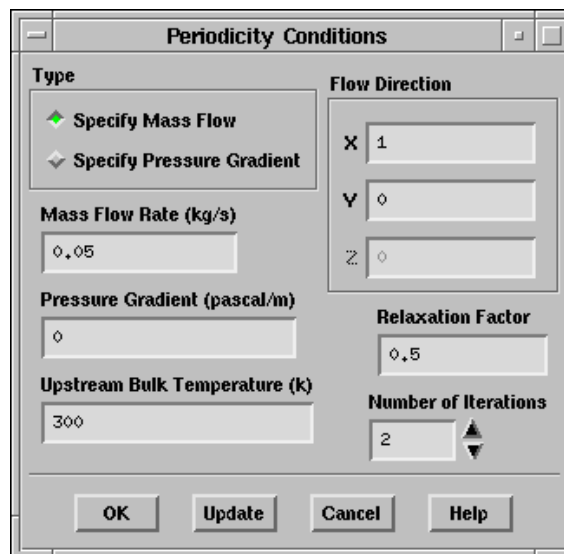 Periodicity Conditions
Type
Specify Mass Flow
Specify Pressure Gradient
Mass Flow Rate (kg/s)
0.05
Pressure Gradient (pascal/m)
0
Upstream Bulk Temperature (k)
300
Flow Direction
X 1
Y 0
Z 0
Relaxation Factor
0.5
Number of Iterations
2
OK Update Cancel Help